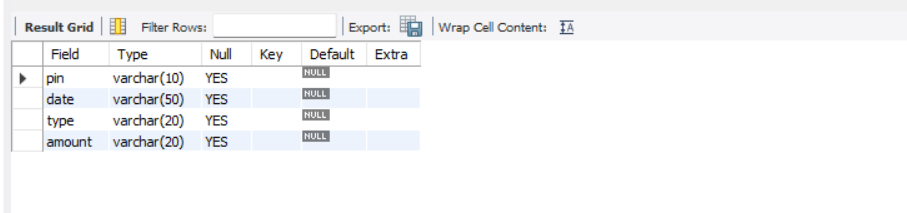 Result Grid Filter Rows: Export: Wrap Cell Content: IA
Field Type Null Key Default Extra
pin varchar(10) YES NULL
date varchar(50) YES NULL
type varchar(20) YES NULL
amount varchar(20) YES NULL